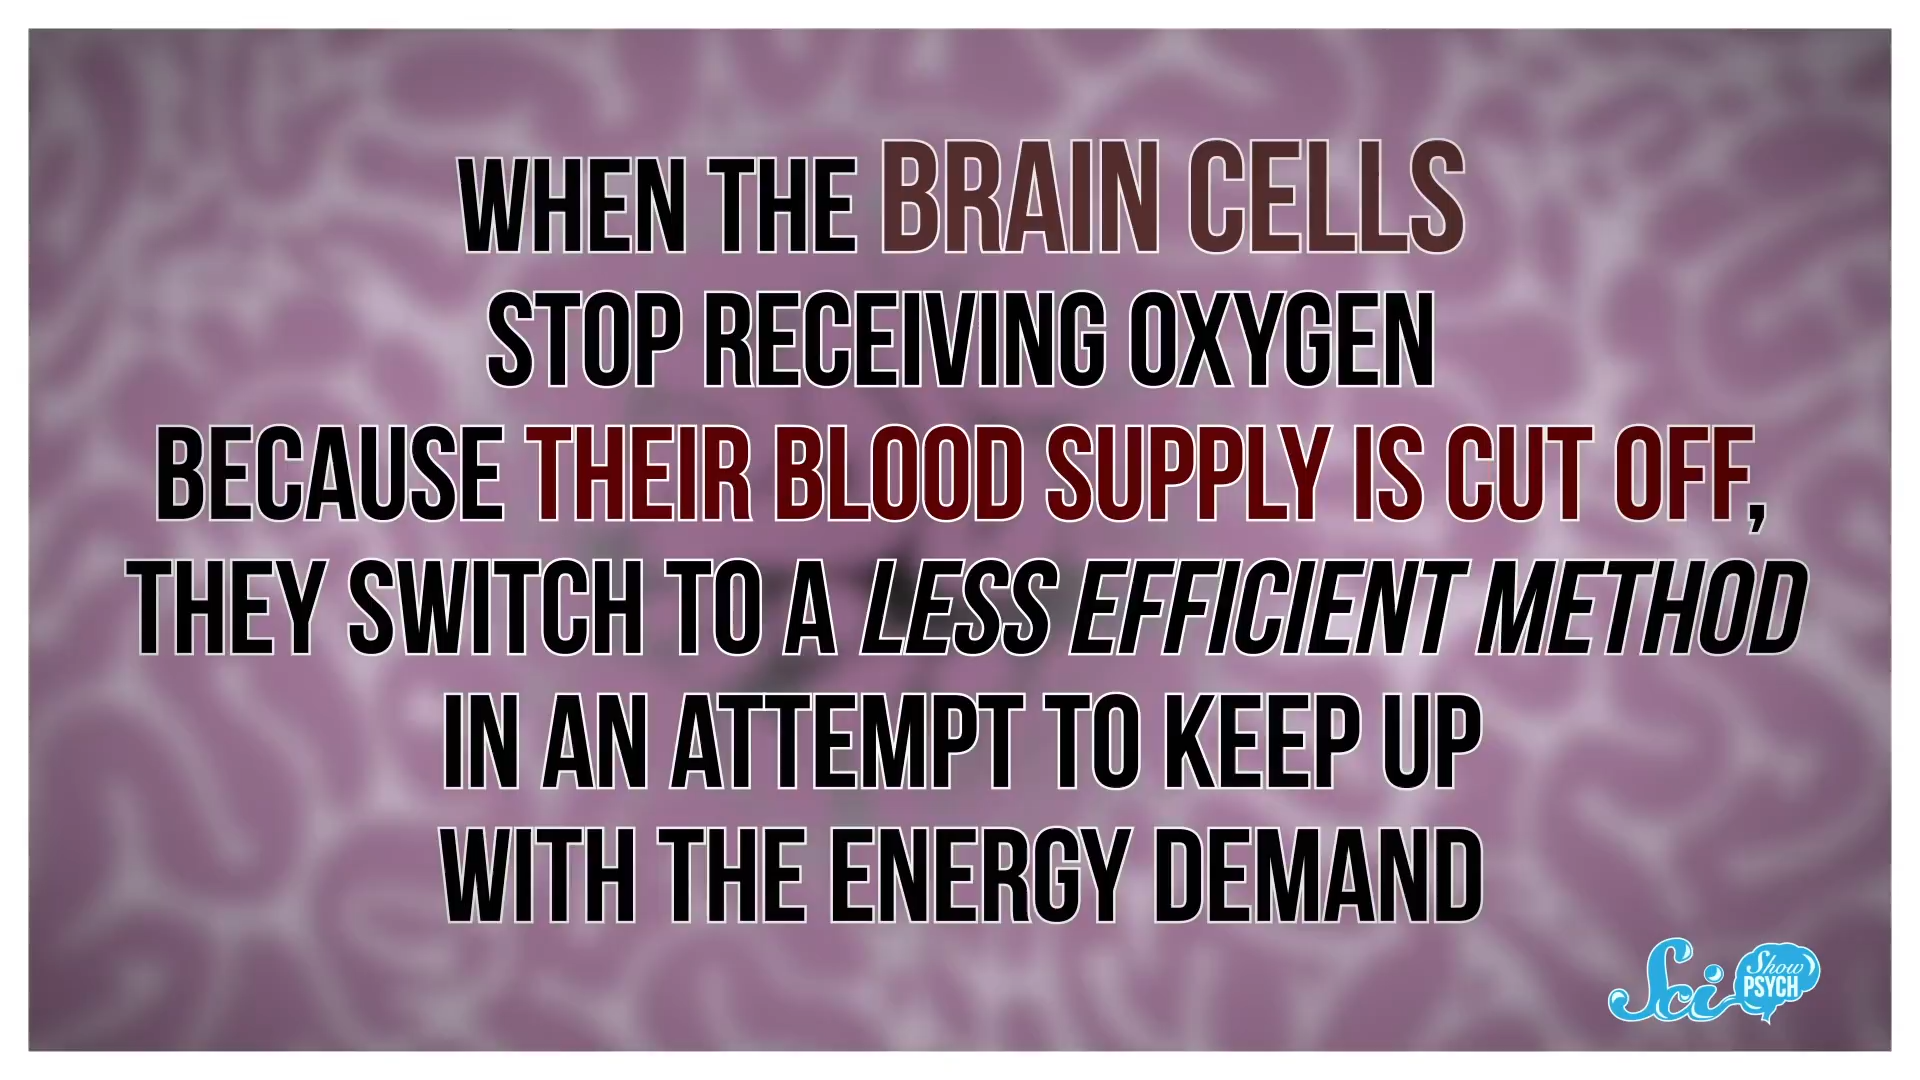 WHEN THE BRAIN CELLS
STOP RECEIVING OXYGEN
BECAUSE THEIR BLOOD SUPPLY IS CUT OFF,
THEY SWITCH TO A LESS EFFICIENT METHOD
IN AN ATTEMPT TO KEEP UP
WITH THE ENERGY DEMAND
Sci Show
PSYCH